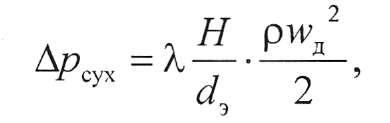 Δp_сух = λ H/d_э · ρw_д²/2,